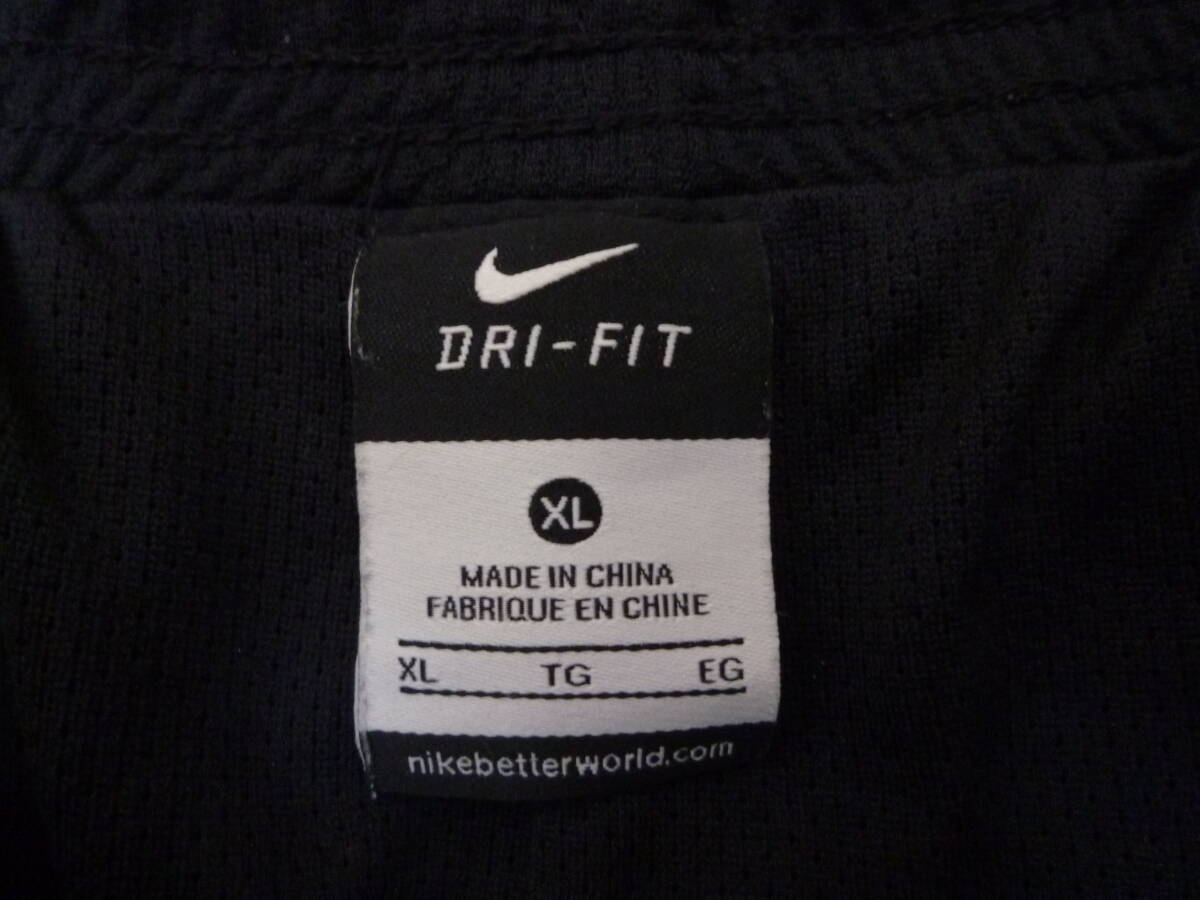 DRI-FIT
XL
MADE IN CHINA
FABRIQUE EN CHINE
XL TG EG
nikebetterworld.com